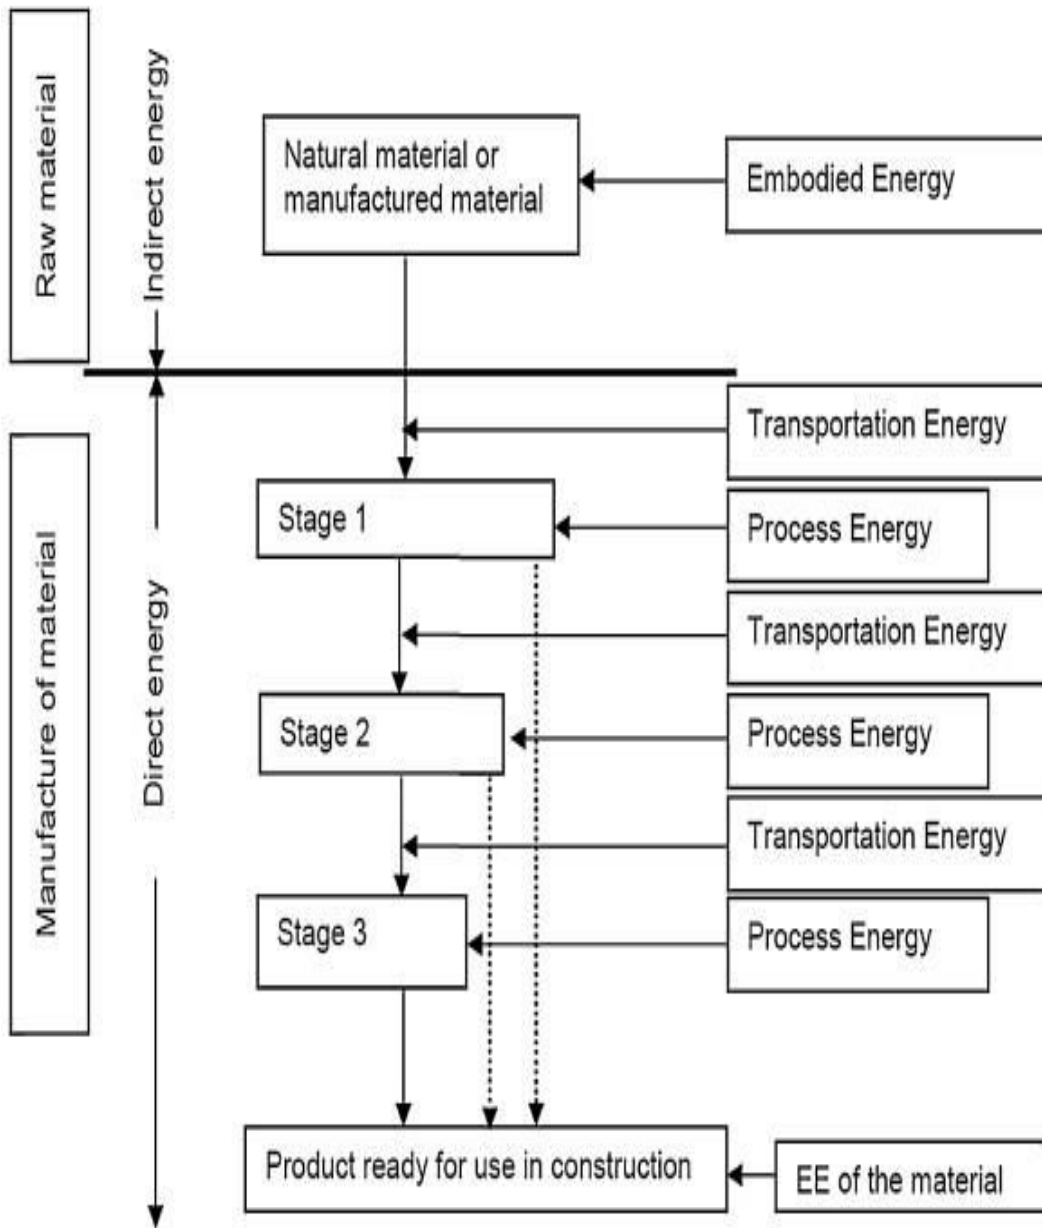 Raw material
Indirect energy
Natural material or
manufactured material
Embodied Energy
Manufacture of material
Direct energy
Transportation Energy
Stage 1
Process Energy
Transportation Energy
Stage 2
Process Energy
Transportation Energy
Stage 3
Process Energy
Product ready for use in construction
EE of the material